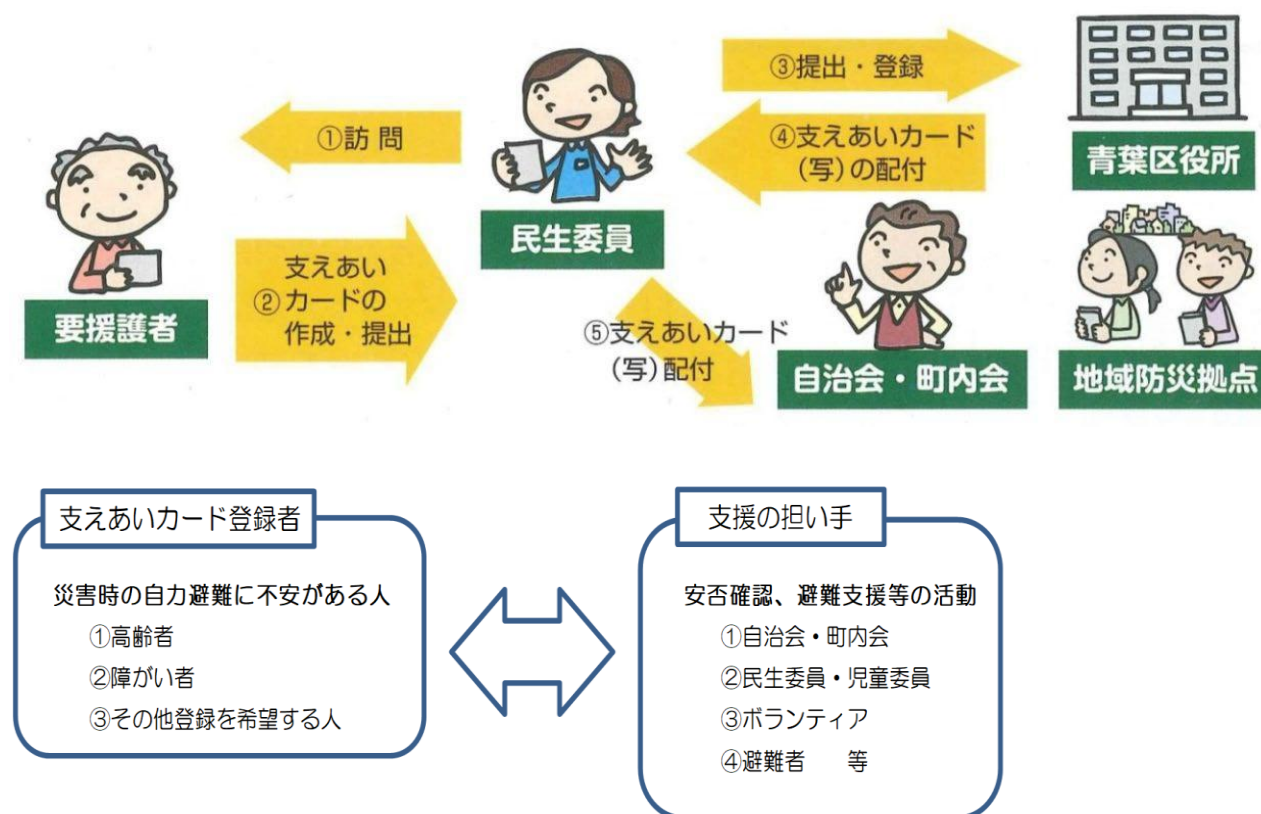 ①訪 問
民生委員
③提出・登録
④支えあいカード
(写)の配付
青葉区役所
要援護者
支えあい
②カードの
作成・提出
⑤支えあいカード
(写)配付
自治会・町内会
地域防災拠点
支えあいカード登録者
災害時の自力避難に不安がある人
①高齢者
②障がい者
③その他登録を希望する人
支援の担い手
安否確認、避難支援等の活動
①自治会・町内会
②民生委員・児童委員
③ボランティア
④避難者　　等